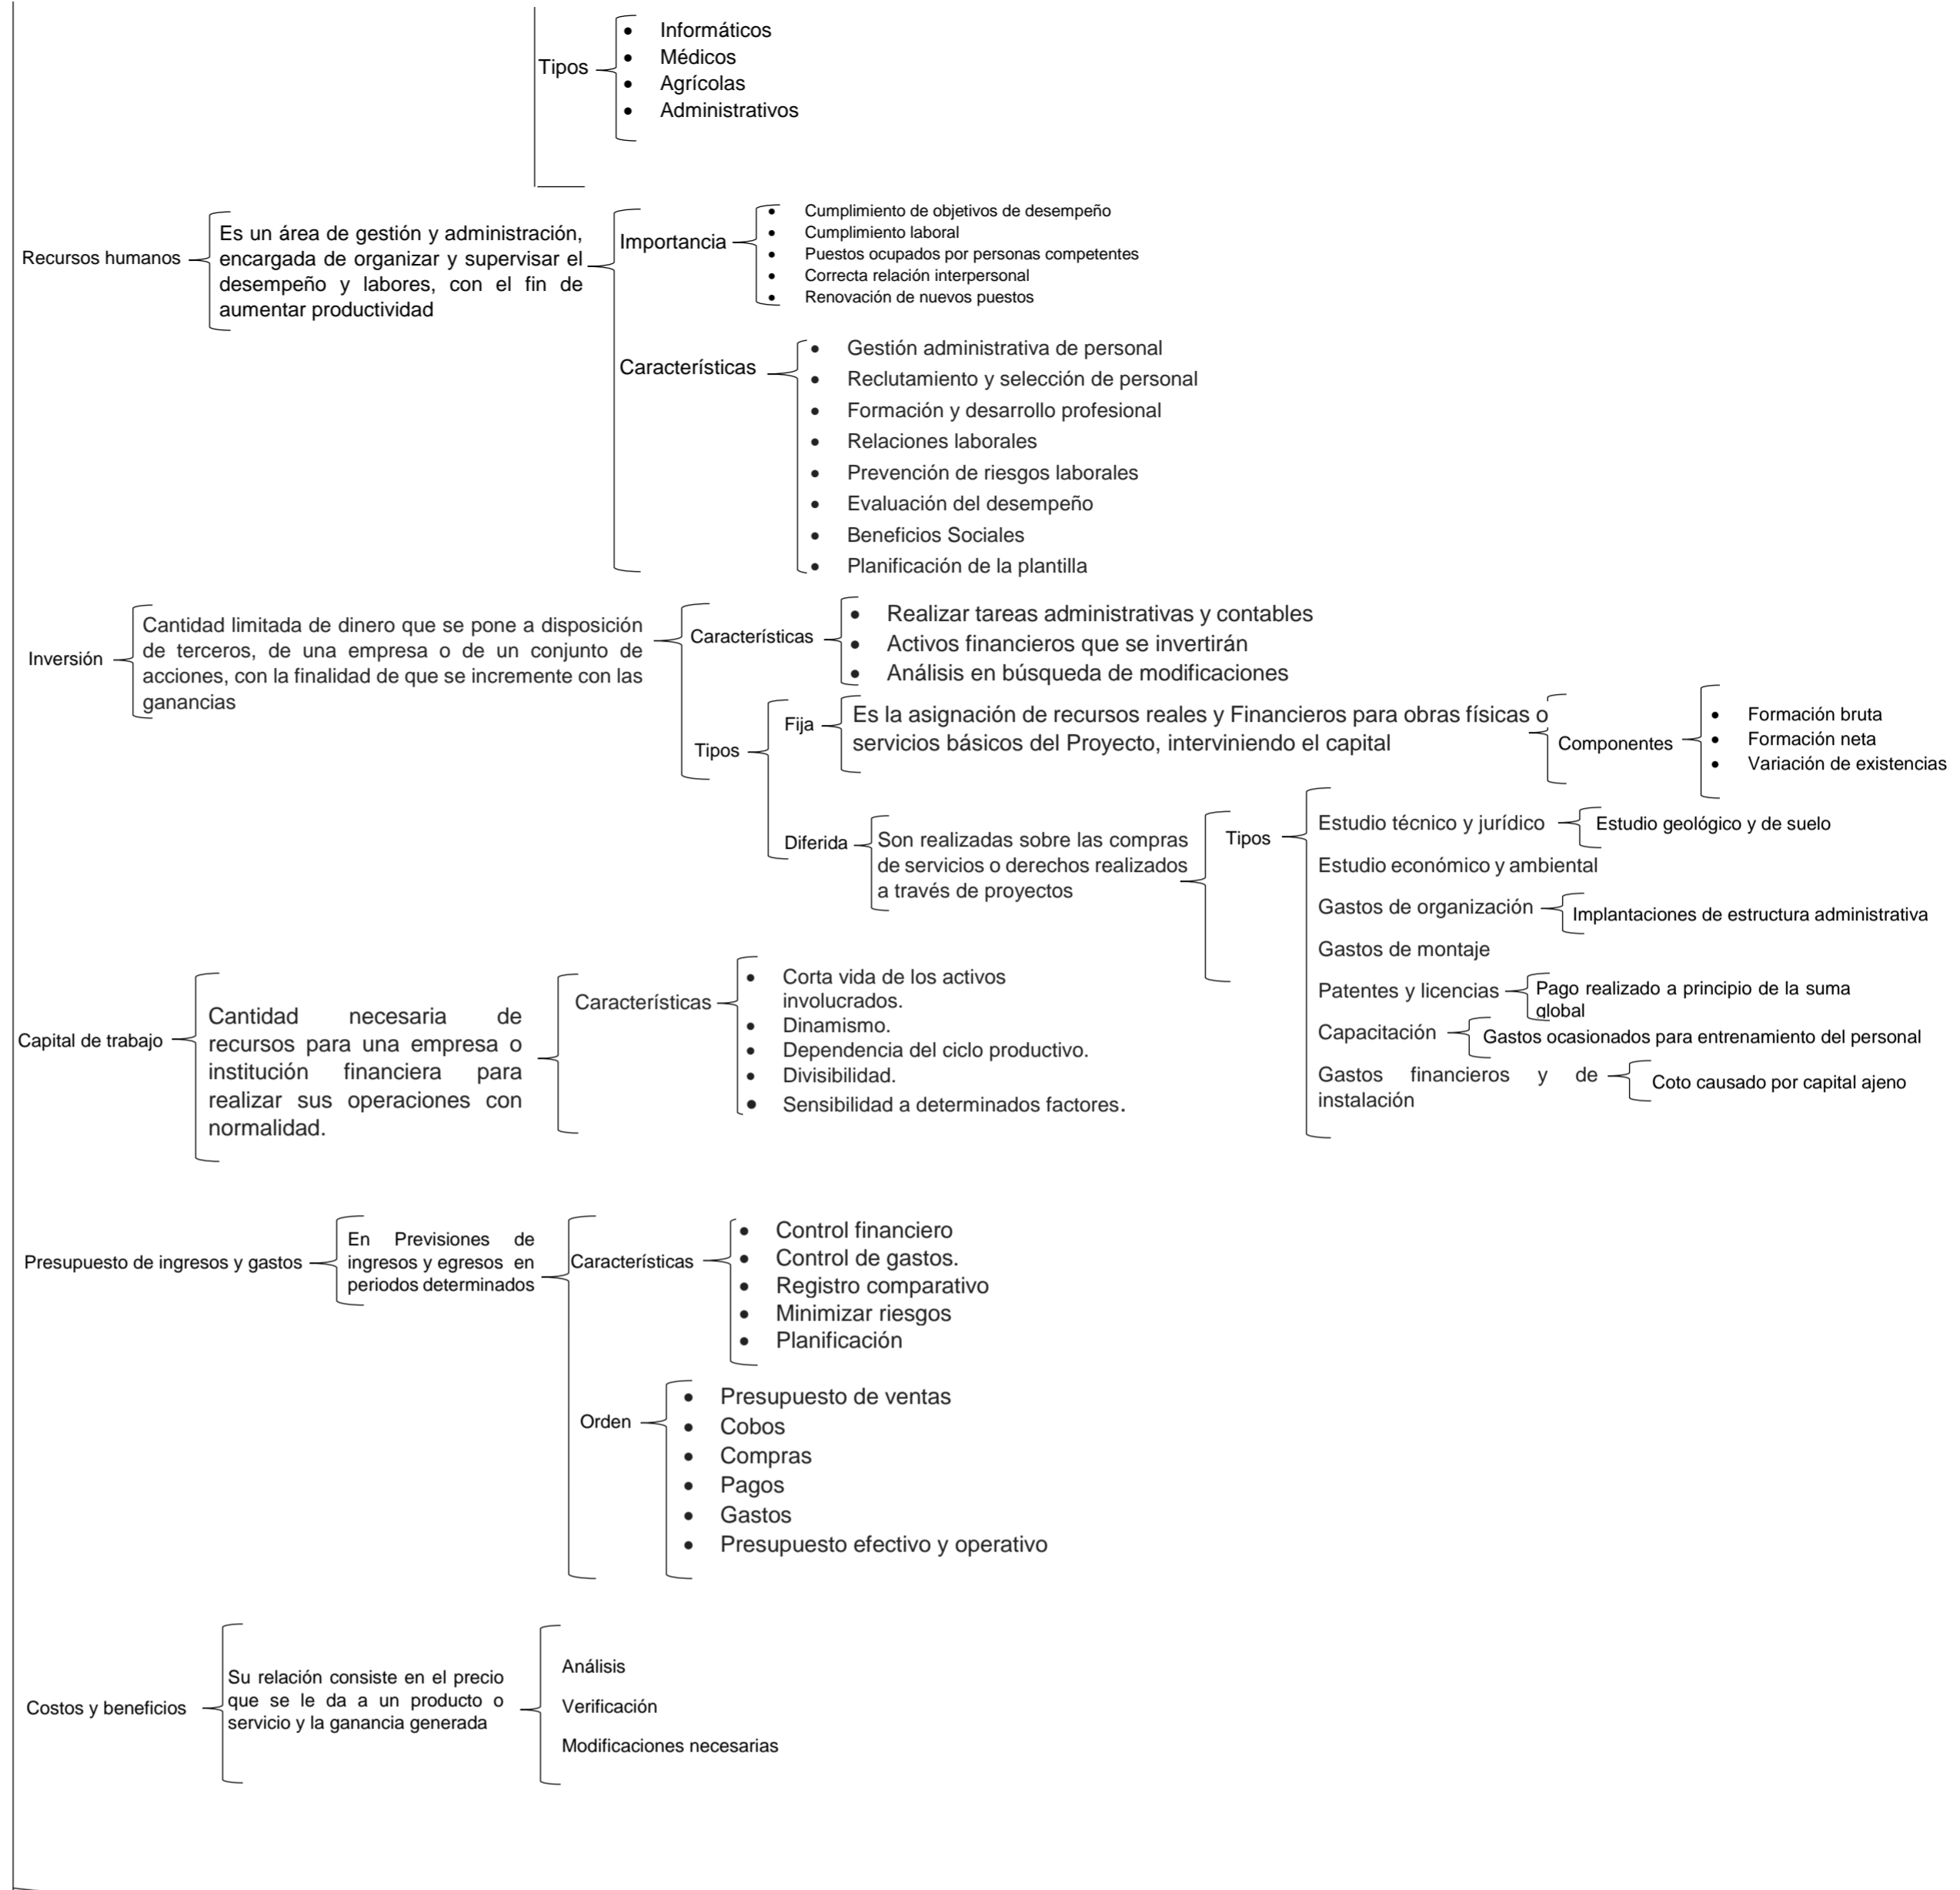 Tipos
Informáticos
Médicos
Agrícolas
Administrativos
Recursos humanos
Es un área de gestión y administración,
encargada de organizar y supervisar el
desempeño y labores, con el fin de
aumentar productividad
Importancia
Cumplimiento de objetivos de desempeño
Cumplimiento laboral
Puestos ocupados por personas competentes
Correcta relación interpersonal
Renovación de nuevos puestos
Característicás
Gestión administrativa de personal
Reclutamiento y selección de personal
Formación y desarrollo profesional
Relaciones laborales
Prevención de riesgos laborales
Evaluación del desempeño
Beneficios Sociales
Planificación de la plantilla
Inversión
Cantidad limitada de dinero que se pone a disposición
de terceros, de una empresa o de un conjunto de
acciones, con la finalidad de que se incremente con las
ganancias
Característicás
Realizar tareas administrativas y contables
Activos financieros que se invertirán
Análisis en búsqueda de modificaciones
Tipos
Fija
Es la asignación de recursos reales y Financieros para obras físicas o
servicios básicos del Proyecto, interviniendo el capital
Componentes
Formación bruta
Formación neta
Variación de existencias
Diferida
Son realizadas sobre las compras
de servicios o derechos realizados
a través de proyectos
Tipos
Estudio técnico y jurídico
Estudio geológico y de suelo
Estudio económico y ambiental
Gastos de organización
Implantaciones de estructura administrativa
Gastos de montaje
Patentes y licencias
Pago realizado a principio de la suma
global
Capacitación
Gastos ocasionados para entrenamiento del personal
Gastos financieros y de
instalación
Coto causado por capital ajeno
Capital de trabajo
Cantidad necesaria de
recursos para una empresa o
institución financiera para
realizar sus operaciones con
normalidad.
Característicás
Corta vida de los activos
involucrados.
Dinamismo.
Dependencia del ciclo productivo.
Divisibilidad.
Sensibilidad a determinados factores.
Presupuesto de ingresos y gastos
En Previsiones de
ingresos y egresos en
periodos determinados
Característicás
Control financiero
Control de gastos.
Registro comparativo
Minimizar riesgos
Planificación
Orden
Presupuesto de ventas
Cobos
Compras
Pagos
Gastos
Presupuesto efectivo y operativo
Costos y beneficios
Su relación consiste en el precio
que se le da a un producto o
servicio y la ganancia generada
Análisis
Verificación
Modificaciones necesarias